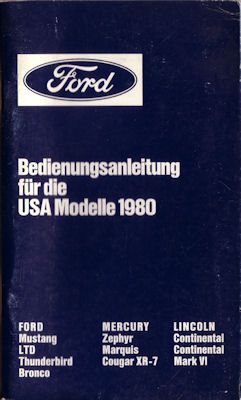 Ford
Bedienungsanleitung
für die
USA Modelle 1980
FORD
Mustang
LTD
Thunderbird
Bronco
MERCURY
Zephyr
Marquis
Cougar XR-7
LINCOLN
Continental
Continental
Mark VI